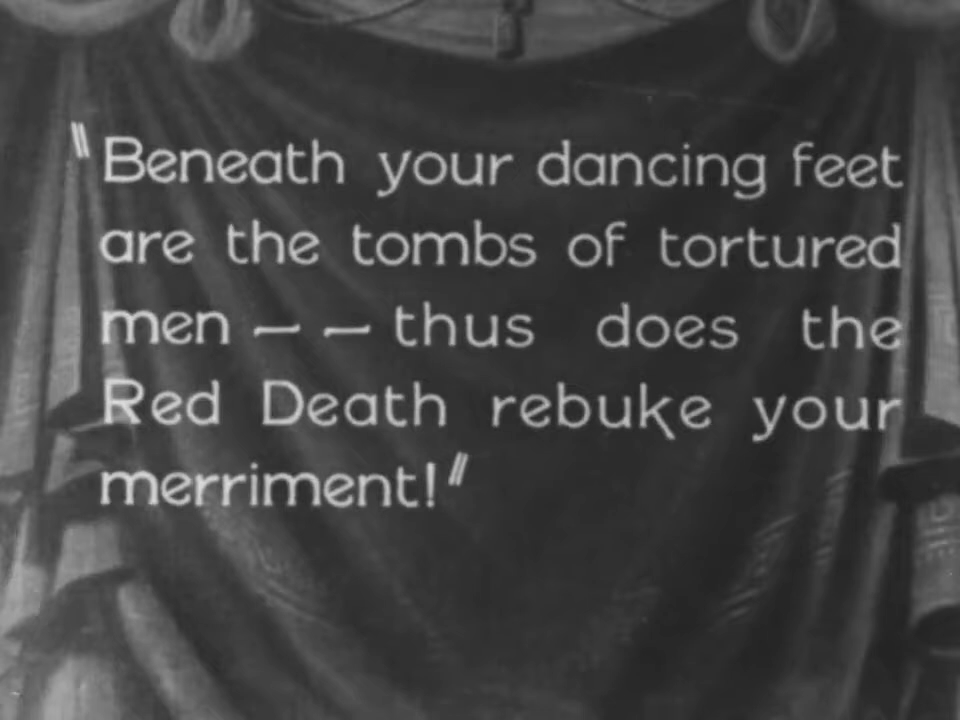 "Beneath your dancing feet
are the tombs of tortured
men — — thus does the
Red Death rebuke your
merriment!"